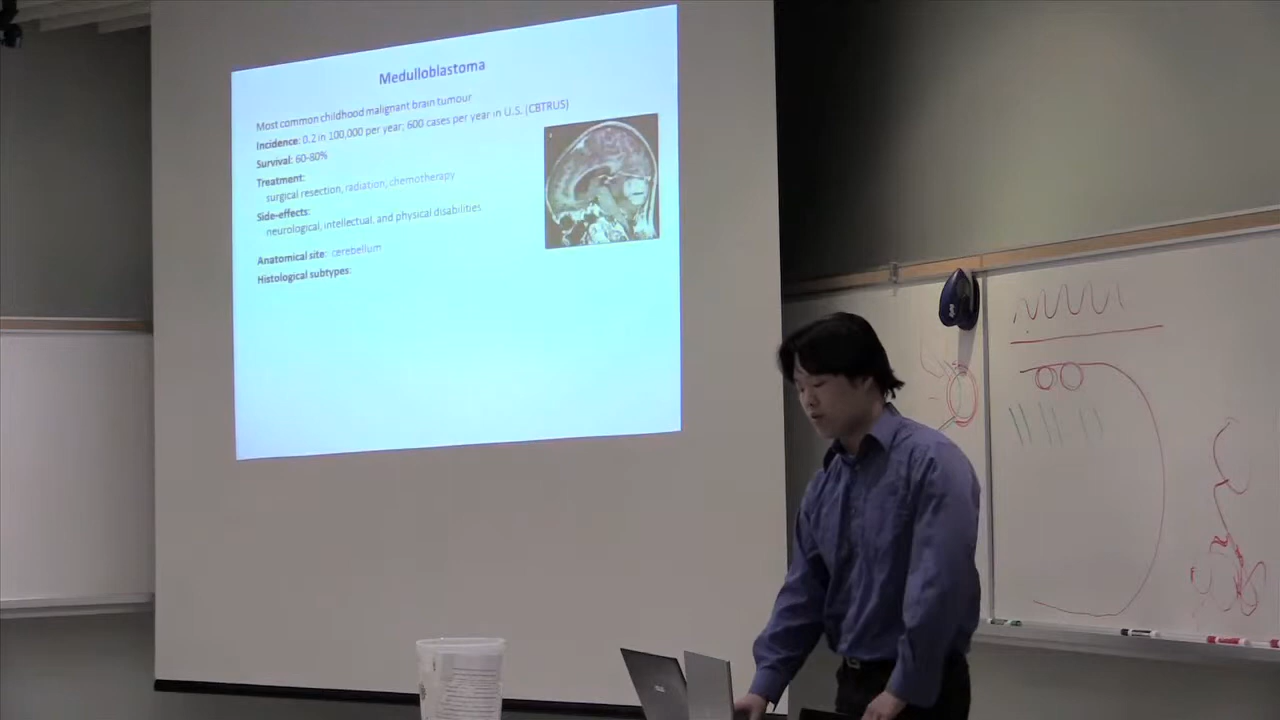 Medulloblastoma
Most common childhood malignant brain tumour
Incidence: 0.2 in 100,000 per year; 600 cases per year in U.S. (CBTRUS)
Survival: 60-80%
Treatment:
surgical resection, radiation, chemotherapy
Side-effects:
neurological, intellectual, and physical disabilities
Anatomical site: cerebellum
Histological subtypes: